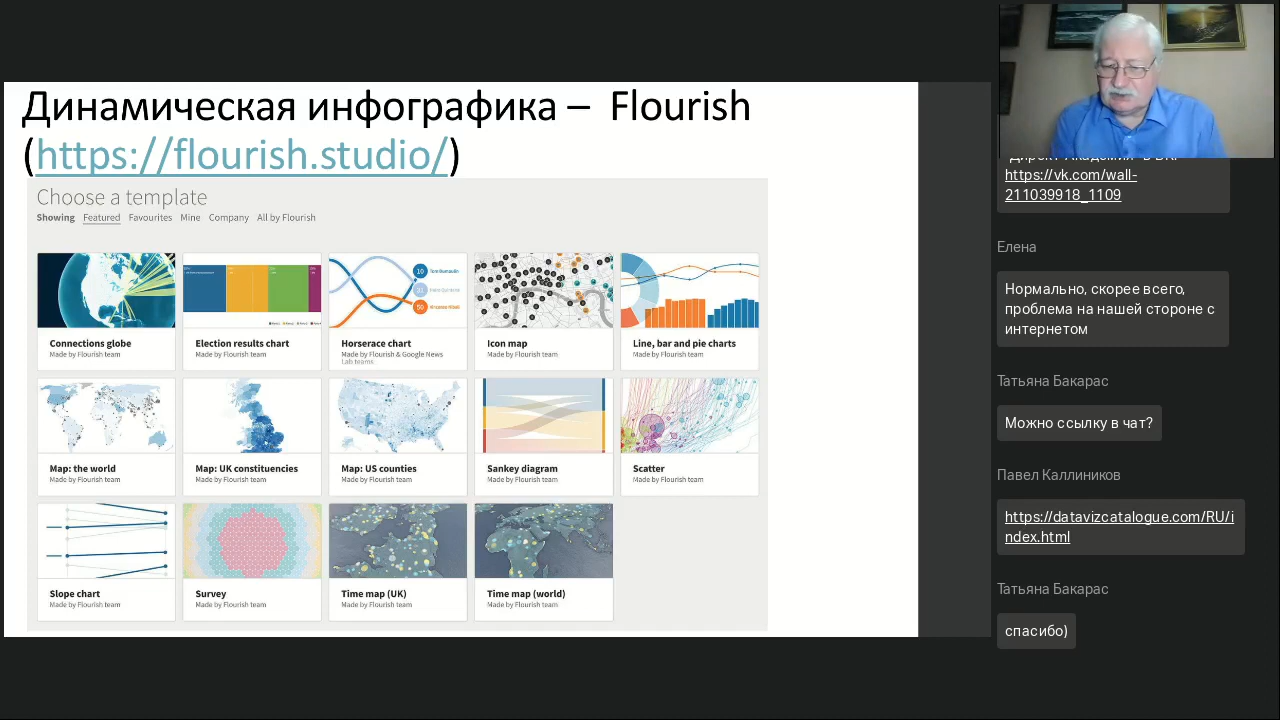 Динамическая инфографика – Flourish
(https://flourish.studio/)
Choose a template
Showing Featured Favourites Mine Company All by Flourish
Connections globe
Made by Flourish team
Election results chart
Made by Flourish team
10
50
Horserace chart
Made by Flourish & Google News
Lab teams
Icon map
Made by Flourish team
Line, bar and pie charts
Made by Flourish team
Map: the world
Made by Flourish team
Map: UK constituencies
Made by Flourish team
Map: US counties
Made by Flourish team
Sankey diagram
Made by Flourish team
Scatter
Made by Flourish team
Slope chart
Made by Flourish team
Survey
Made by Flourish team
Time map (UK)
Made by Flourish team
Time map (world)
Made by Flourish team
https://vk.com/wall-
211039918_1109
Елена
Нормально, скорее всего,
проблема на нашей стороне с
интернетом
Татьяна Бакарас
Можно ссылку в чат?
Павел Каллиников
https://datavizcatalogue.com/RU/i
ndex.html
Татьяна Бакарас
спасибо)